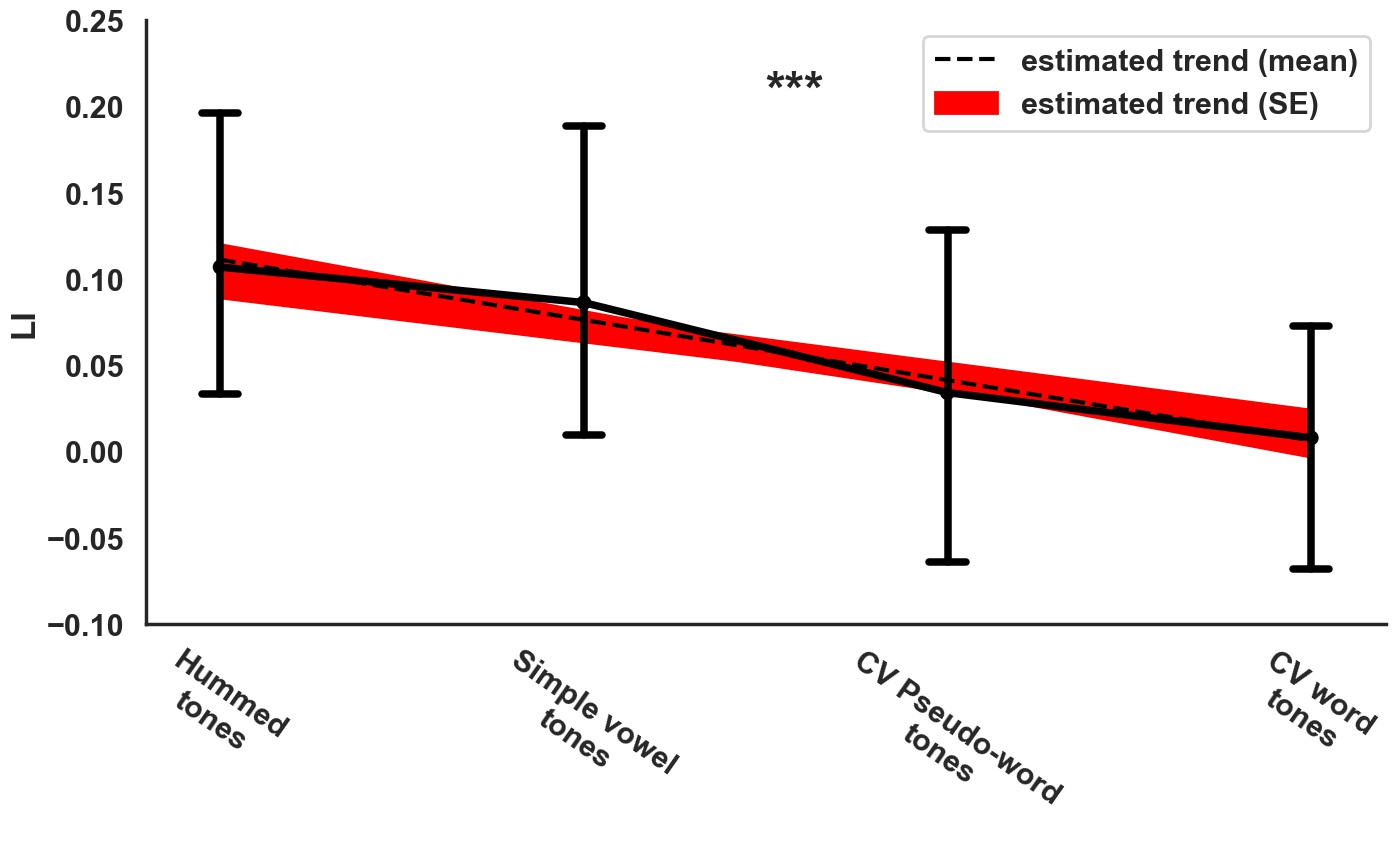 0.25
0.20
0.15
0.10
0.05
0.00
−0.05
−0.10
LI
***
estimated trend (mean)
estimated trend (SE)
Hummed
tones
Simple vowel
tones
CV Pseudo-word
tones
CV word
tones